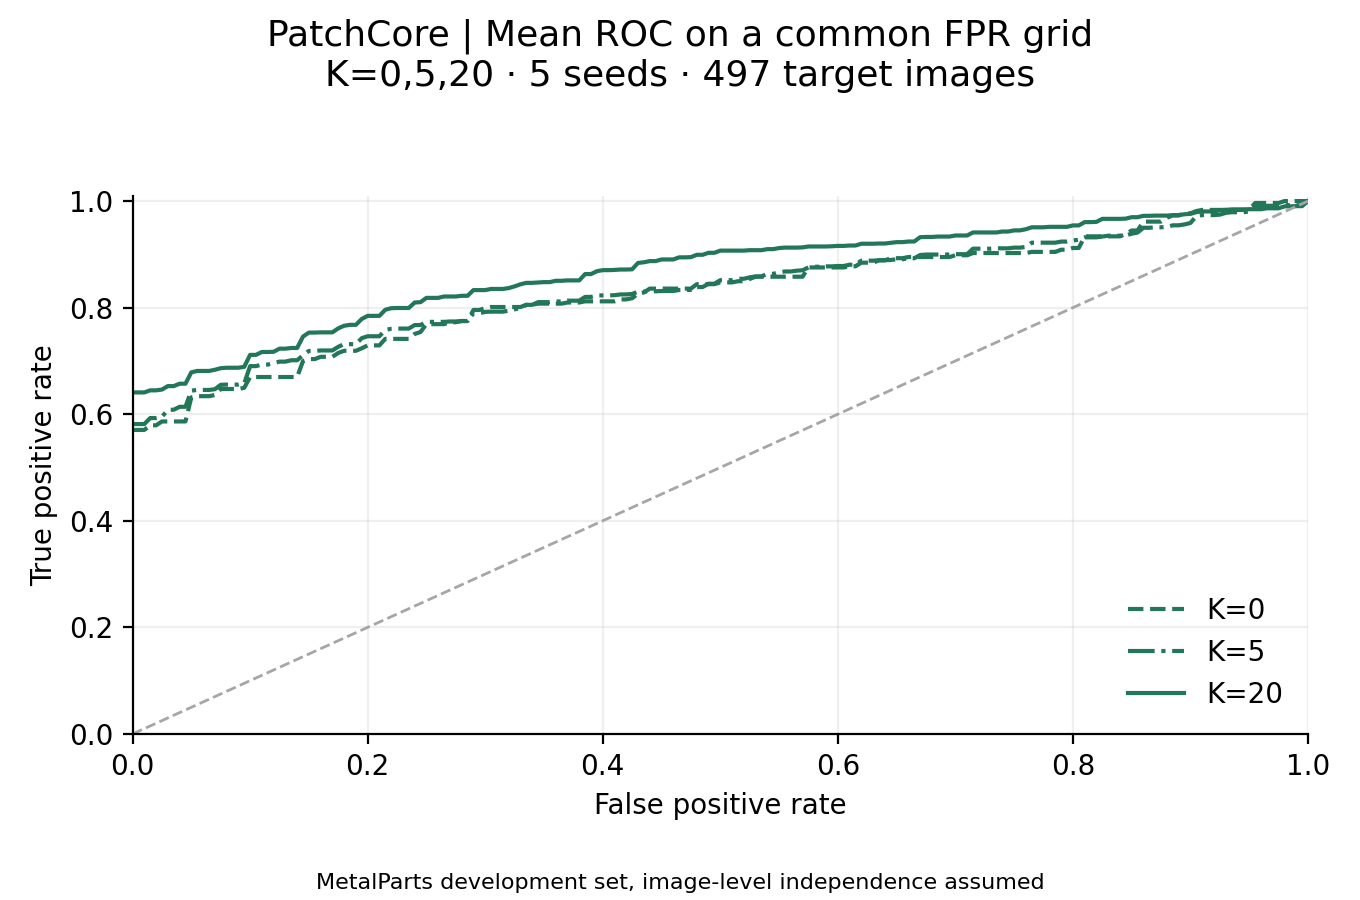 PatchCore | Mean ROC on a common FPR grid
K=0,5,20 · 5 seeds · 497 target images
1.0
0.8
0.6
0.4
0.2
0.0
True positive rate
K=0
K=5
K=20
0.0 0.2 0.4 0.6 0.8 1.0
False positive rate
MetalParts development set, image-level independence assumed